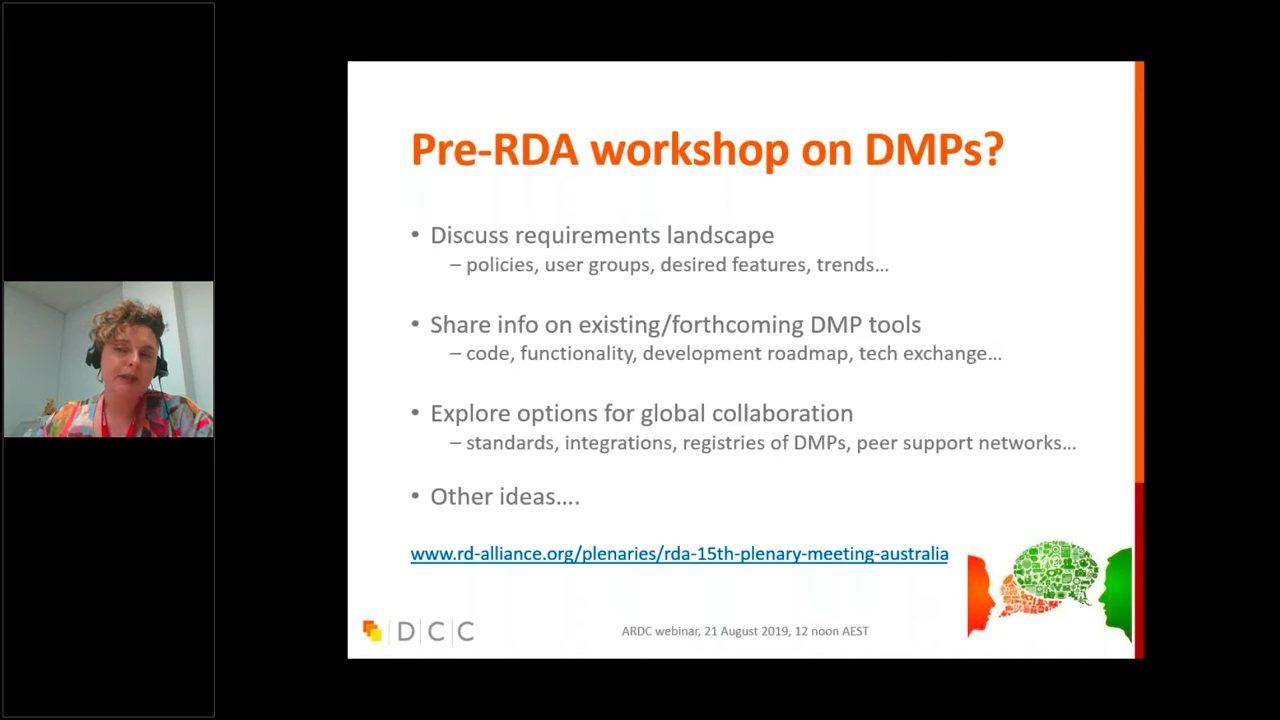 Pre-RDA workshop on DMPs?
• Discuss requirements landscape
– policies, user groups, desired features, trends…
• Share info on existing/forthcoming DMP tools
– code, functionality, development roadmap, tech exchange…
• Explore options for global collaboration
– standards, integrations, registries of DMPs, peer support networks…
• Other ideas….
www.rd-alliance.org/plenaries/rda-15th-plenary-meeting-australia
DCC
ARDC webinar, 21 August 2019, 12 noon AEST